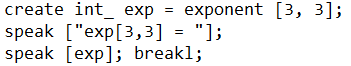 create int_ exp = exponent [3, 3];
speak ["exp[3,3] = "];
speak [exp]; breakl;